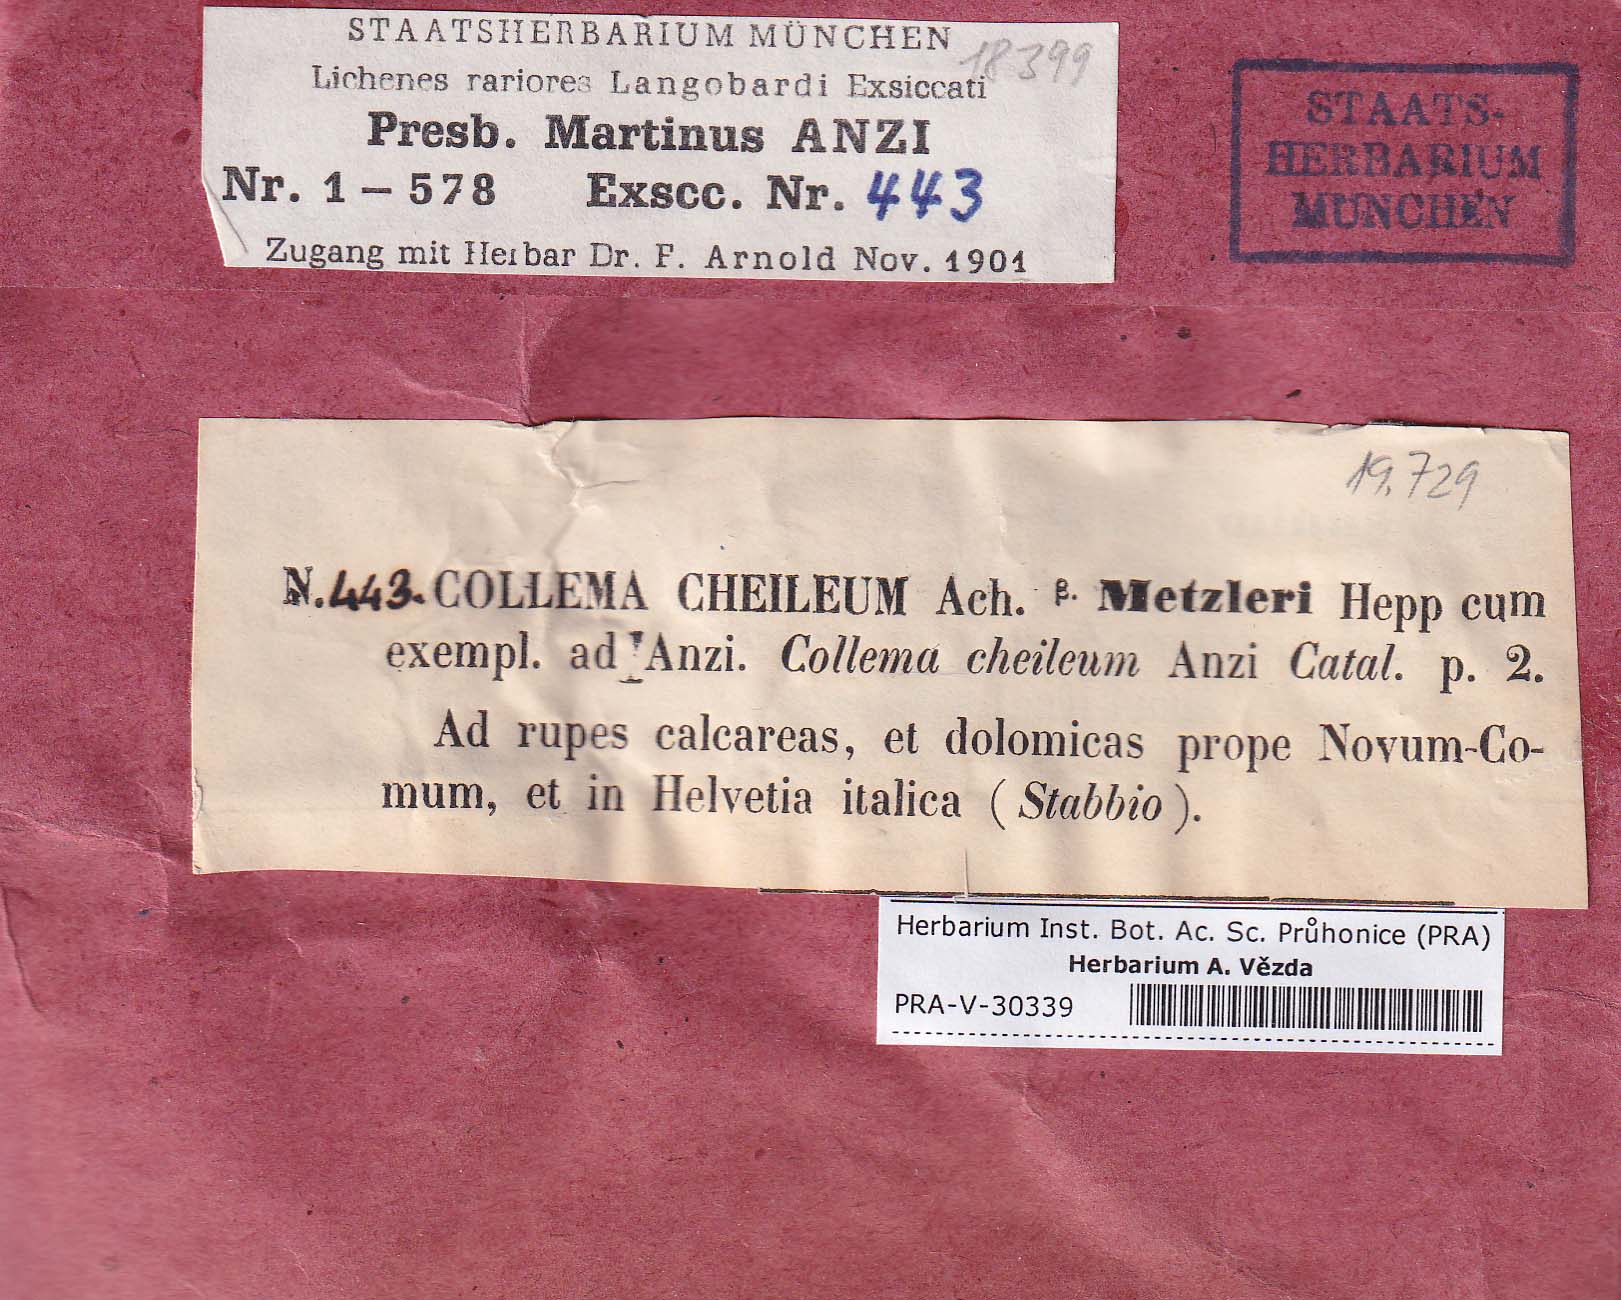 STAATSHERBARIUM MÜNCHEN
18399
Lichenes rariores Langobardi Exsiccati
Presb. Martinus ANZI
Nr. 1 – 578 Exscc. Nr. 443
Zugang mit Herbar Dr. F. Arnold Nov. 1901
STAATS-
HERBARIUM
MÜNCHEN
19.729
N. 443. COLLEMA CHEILEUM Ach. β. Metzleri Hepp cum
exempl. ad Anzi. Collema cheileum Anzi Catal. p. 2.
Ad rupes calcareas, et dolomicas prope Novum-Co-
mum, et in Helvetia italica (Stabbio).
Herbarium Inst. Bot. Ac. Sc. Průhonice (PRA)
Herbarium A. Vězda
PRA-V-30339